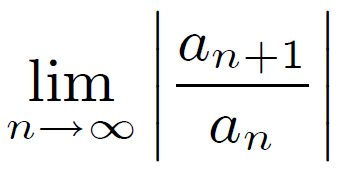 lim n→∞ | a_{n+1} / a_n |